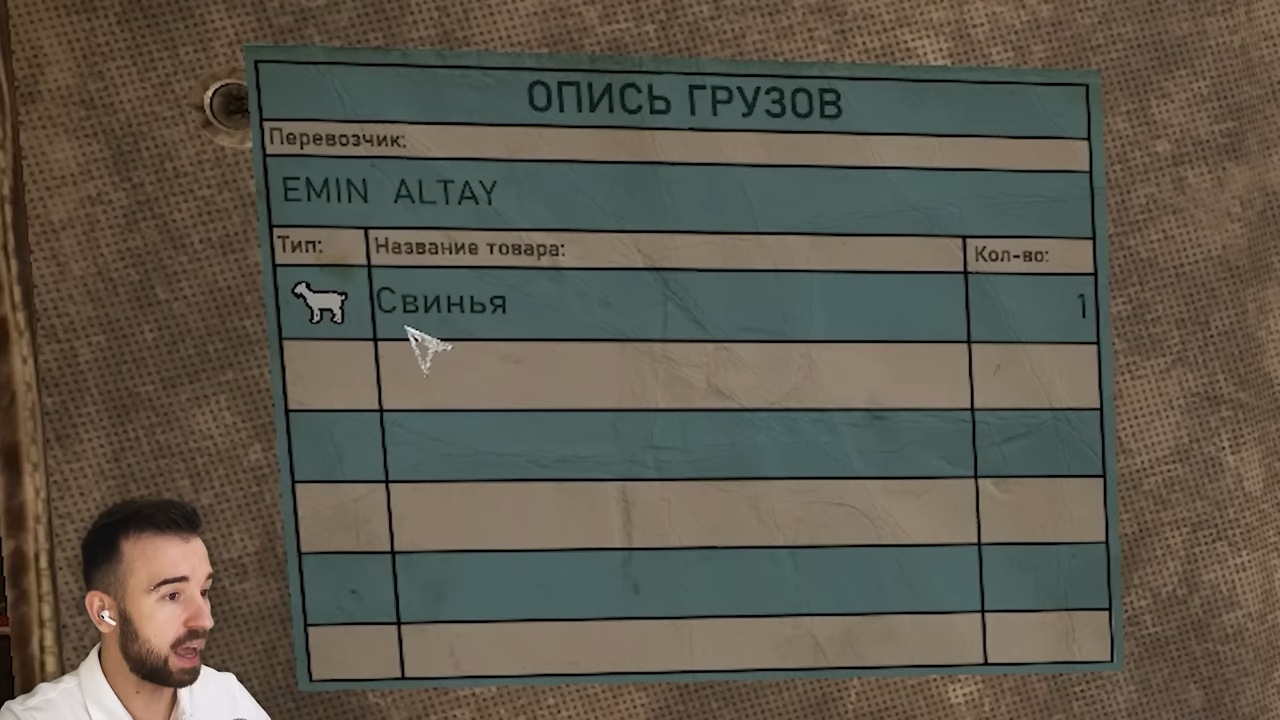 ОПИСЬ ГРУЗОВ
Перевозчик:
EMIN ALTAY
Тип: Название товара: Кол-во:
Свинья 1